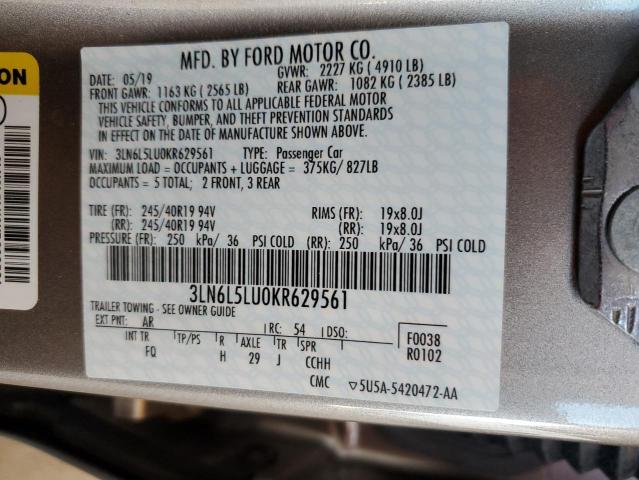 MFD. BY FORD MOTOR CO.
DATE: 05/19 GVWR: 2227 KG ( 4910 LB)
FRONT GAWR: 1163 KG ( 2565 LB) REAR GAWR: 1082 KG ( 2385 LB)
THIS VEHICLE CONFORMS TO ALL APPLICABLE FEDERAL MOTOR
VEHICLE SAFETY, BUMPER, AND THEFT PREVENTION STANDARDS
IN EFFECT ON THE DATE OF MANUFACTURE SHOWN ABOVE.
VIN: 3LN6L5LU0KR629561 TYPE: Passenger Car
MAXIMUM LOAD = OCCUPANTS + LUGGAGE = 375KG/ 827LB
OCCUPANTS = 5 TOTAL; 2 FRONT, 3 REAR
TIRE (FR): 245/40R19 94V RIMS (FR): 19x8.0J
(RR): 245/40R19 94V (RR): 19x8.0J
PRESSURE (FR): 250 kPa/ 36 PSI COLD (RR): 250 kPa/ 36 PSI COLD
3LN6L5LU0KR629561
TRAILER TOWING - SEE OWNER GUIDE
EXT PNT: AR RC: 54 DSO: F0038
INT TR TP/PS R AXLE TR SPR R0102
FQ H 29 J CCHH
CMC ▽5U5A-5420472-AA
ON